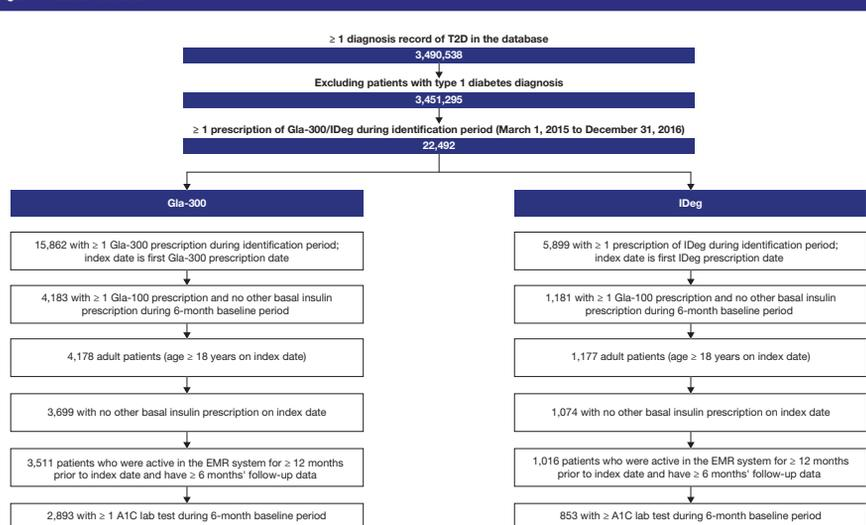 ≥ 1 diagnosis record of T2D in the database
3,490,538
Excluding patients with type 1 diabetes diagnosis
3,451,295
≥ 1 prescription of Gla-300/IDeg during identification period (March 1, 2015 to December 31, 2016)
22,492
Gla-300
15,862 with ≥ 1 Gla-300 prescription during identification period;
index date is first Gla-300 prescription date
4,183 with ≥ 1 Gla-100 prescription and no other basal insulin
prescription during 6-month baseline period
4,178 adult patients (age ≥ 18 years on index date)
3,699 with no other basal insulin prescription on index date
3,511 patients who were active in the EMR system for ≥ 12 months
prior to index date and have ≥ 6 months' follow-up data
2,893 with ≥ 1 A1C lab test during 6-month baseline period
IDeg
5,899 with ≥ 1 prescription of IDeg during identification period;
index date is first IDeg prescription date
1,181 with ≥ 1 Gla-100 prescription and no other basal insulin
prescription during 6-month baseline period
1,177 adult patients (age ≥ 18 years on index date)
1,074 with no other basal insulin prescription on index date
1,016 patients who were active in the EMR system for ≥ 12 months
prior to index date and have ≥ 6 months' follow-up data
853 with ≥ A1C lab test during 6-month baseline period